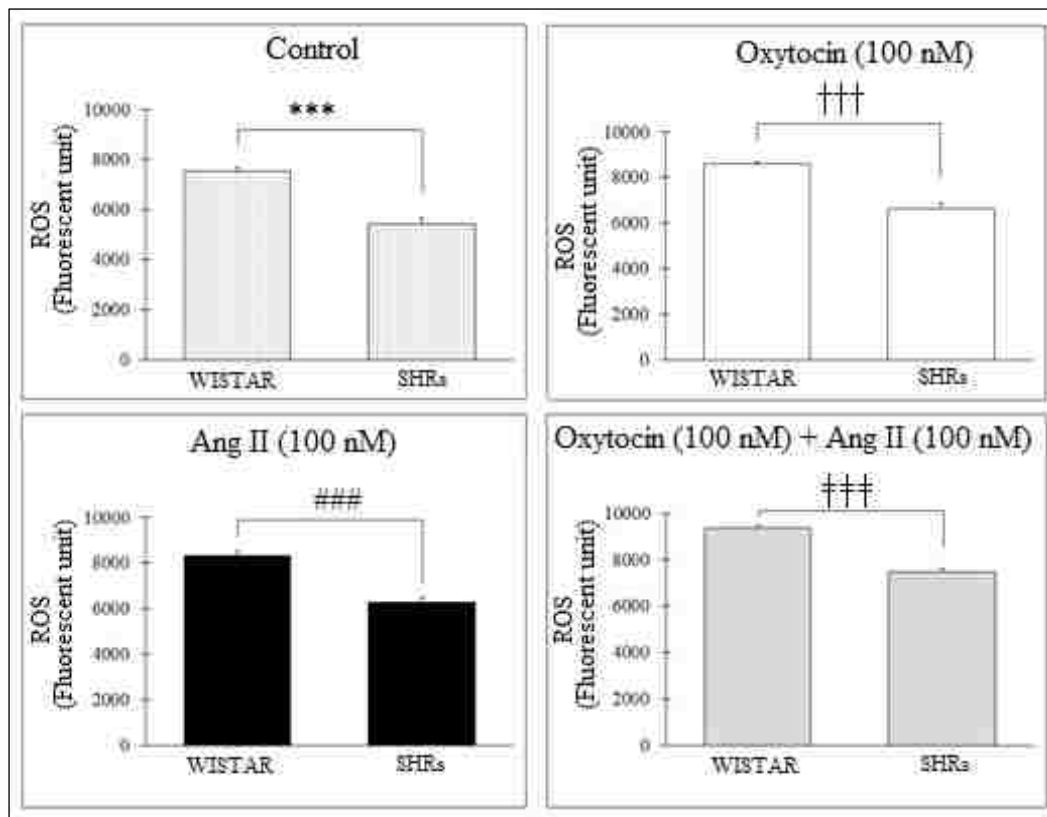 Control
***
ROS
(Fluorescent unit)
10000
8000
6000
4000
2000
0
WISTAR SHRs
Oxytocin (100 nM)
†††
ROS
(Fluorescent unit)
10000
8000
6000
4000
2000
0
WISTAR SHRs
Ang II (100 nM)
###
ROS
(Fluorescent unit)
10000
8000
6000
4000
2000
0
WISTAR SHRs
Oxytocin (100 nM) + Ang II (100 nM)
‡‡‡
ROS
(Fluorescent unit)
10000
8000
6000
4000
2000
0
WISTAR SHRs